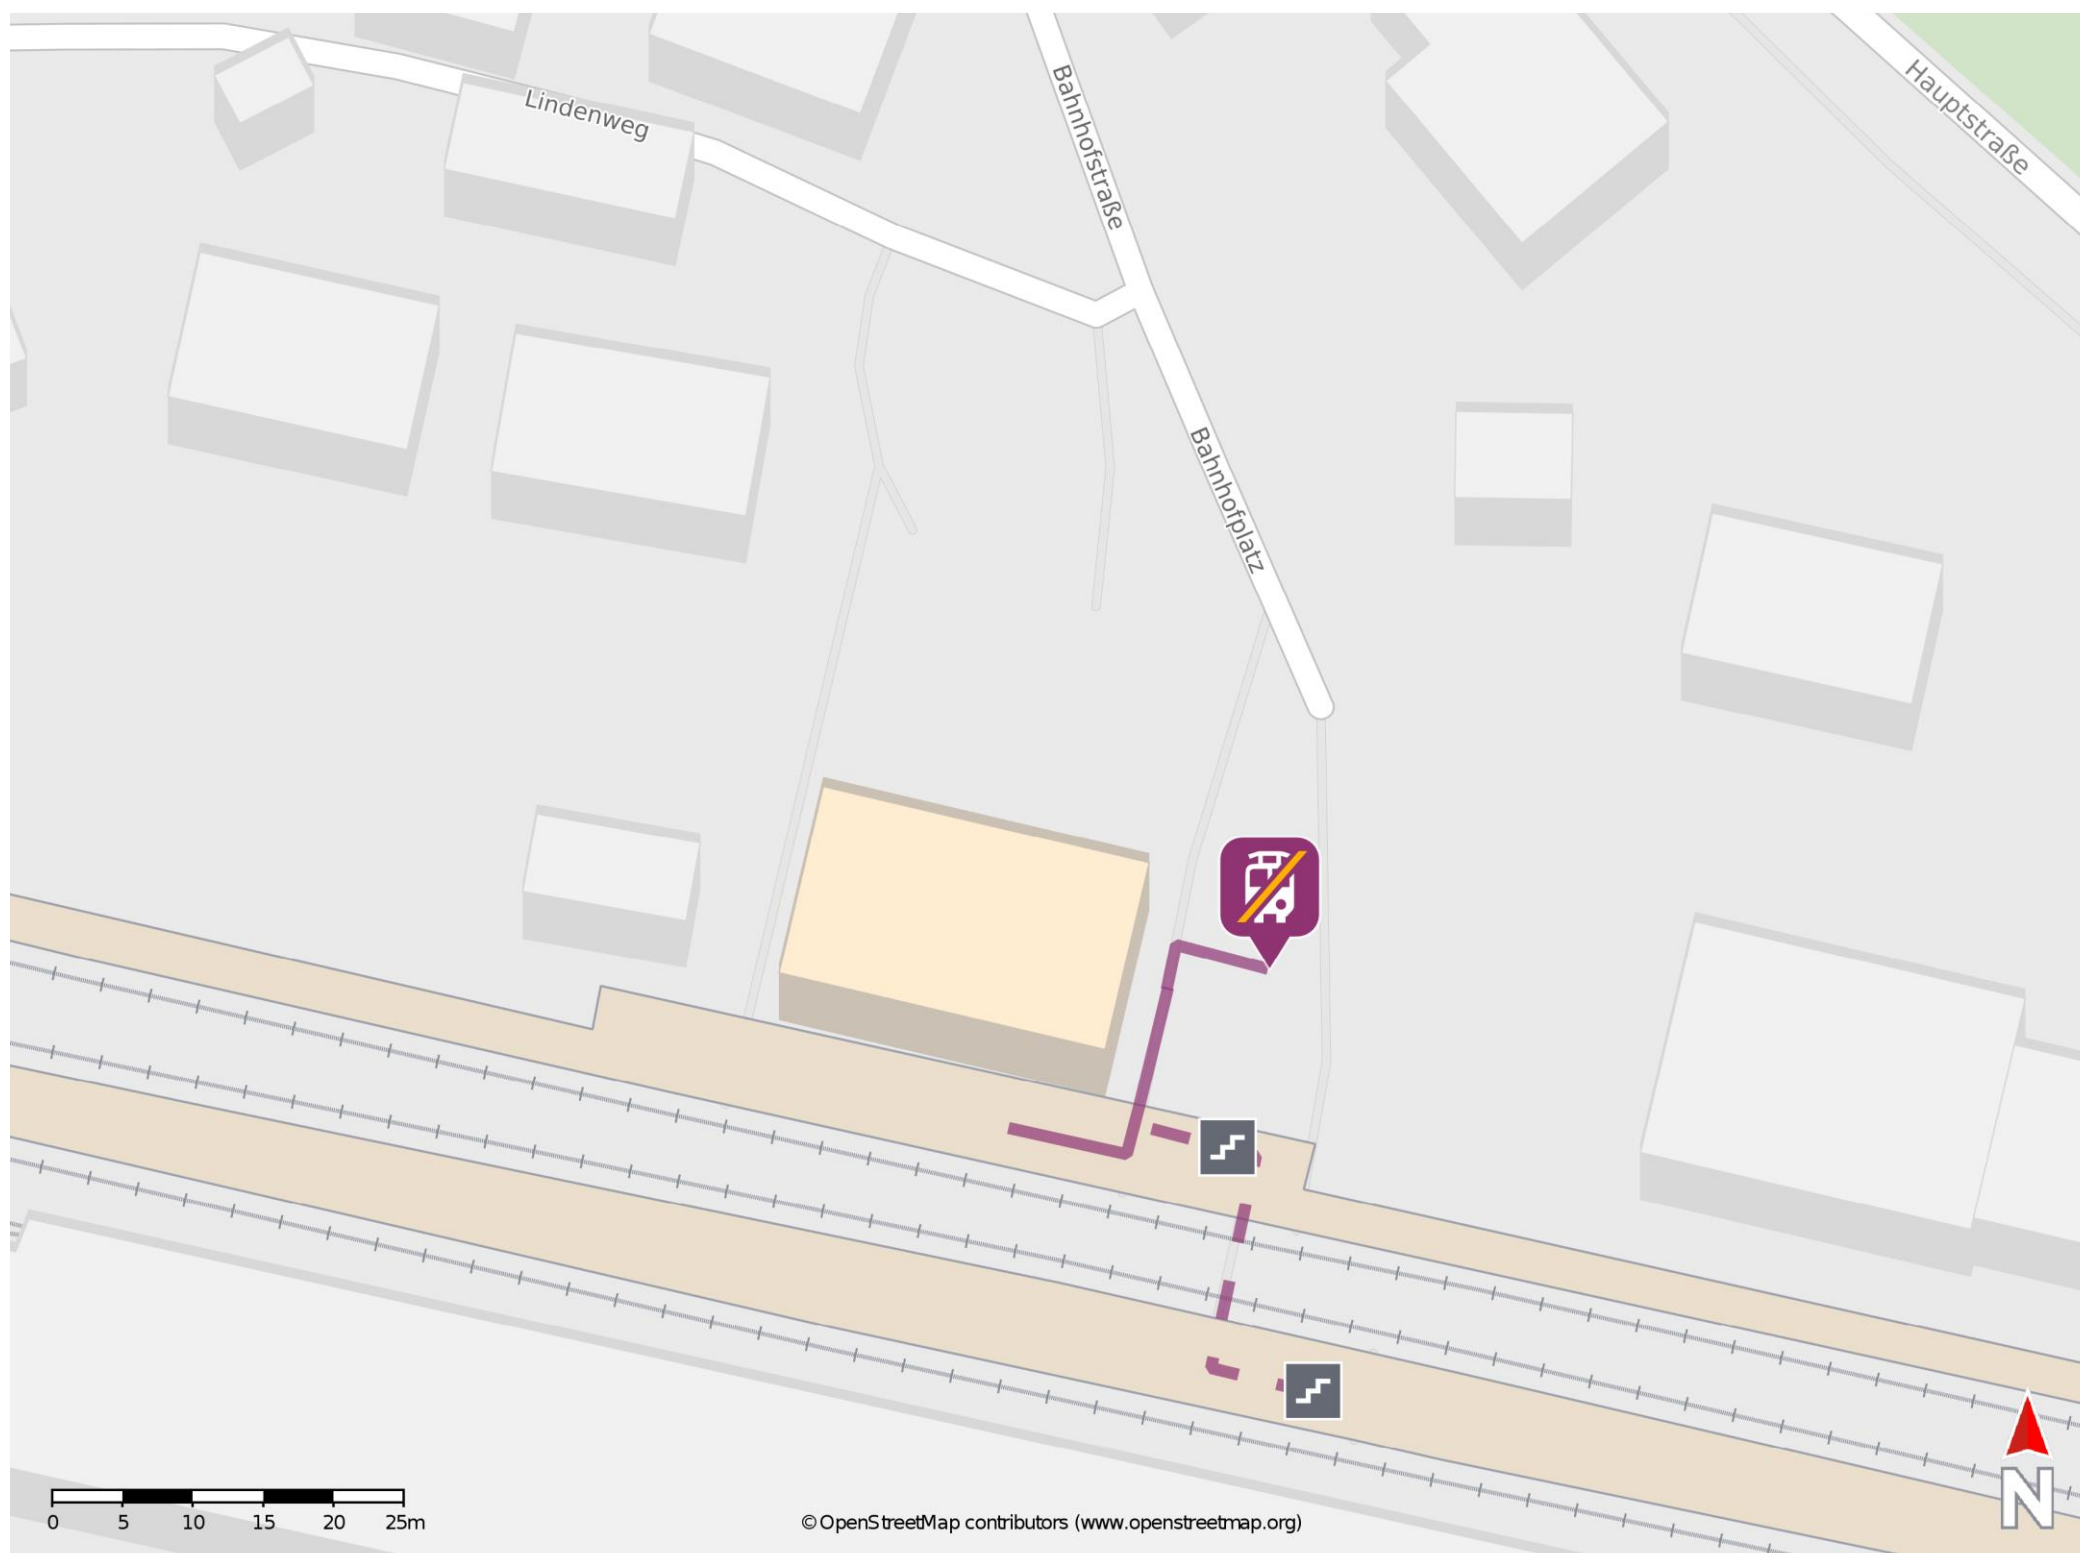 Lindenweg
Bahnhofstraße
Hauptstraße
Bahnhofplatz
0 5 10 15 20 25m
© OpenStreetMap contributors (www.openstreetmap.org)
N